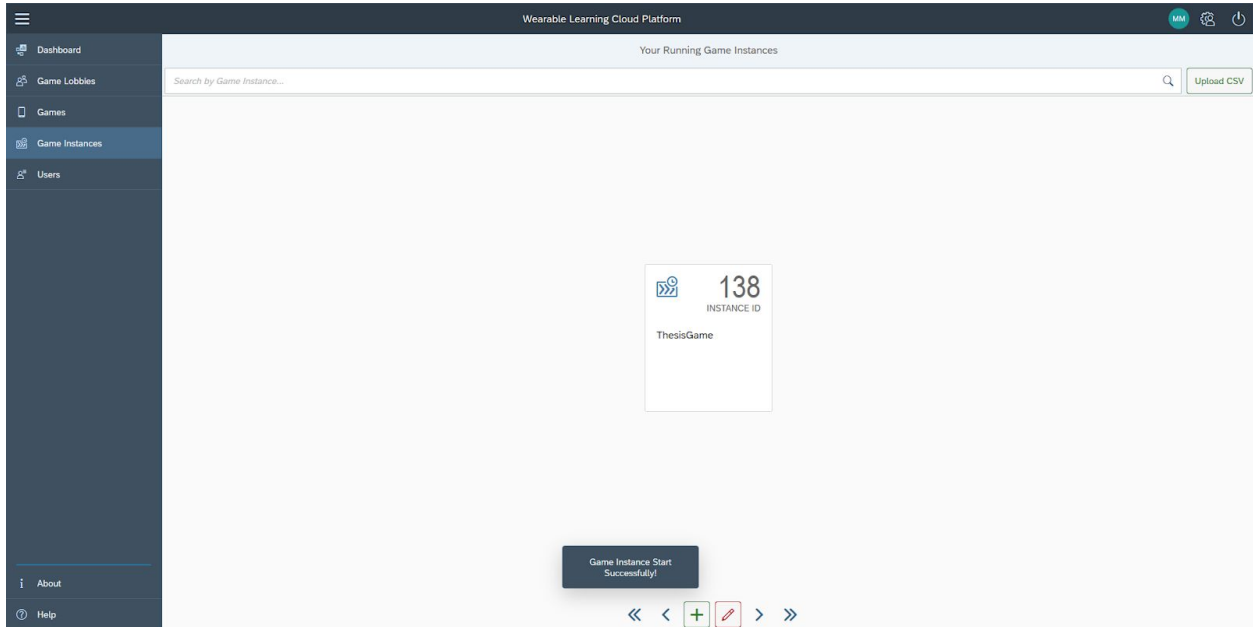 Wearable Learning Cloud Platform
MM
Dashboard
Game Lobbies
Games
Game Instances
Users
About
Help
Your Running Game Instances
Search by Game Instance...
Upload CSV
138
INSTANCE ID
ThesisGame
Game Instance Start
Successfully!